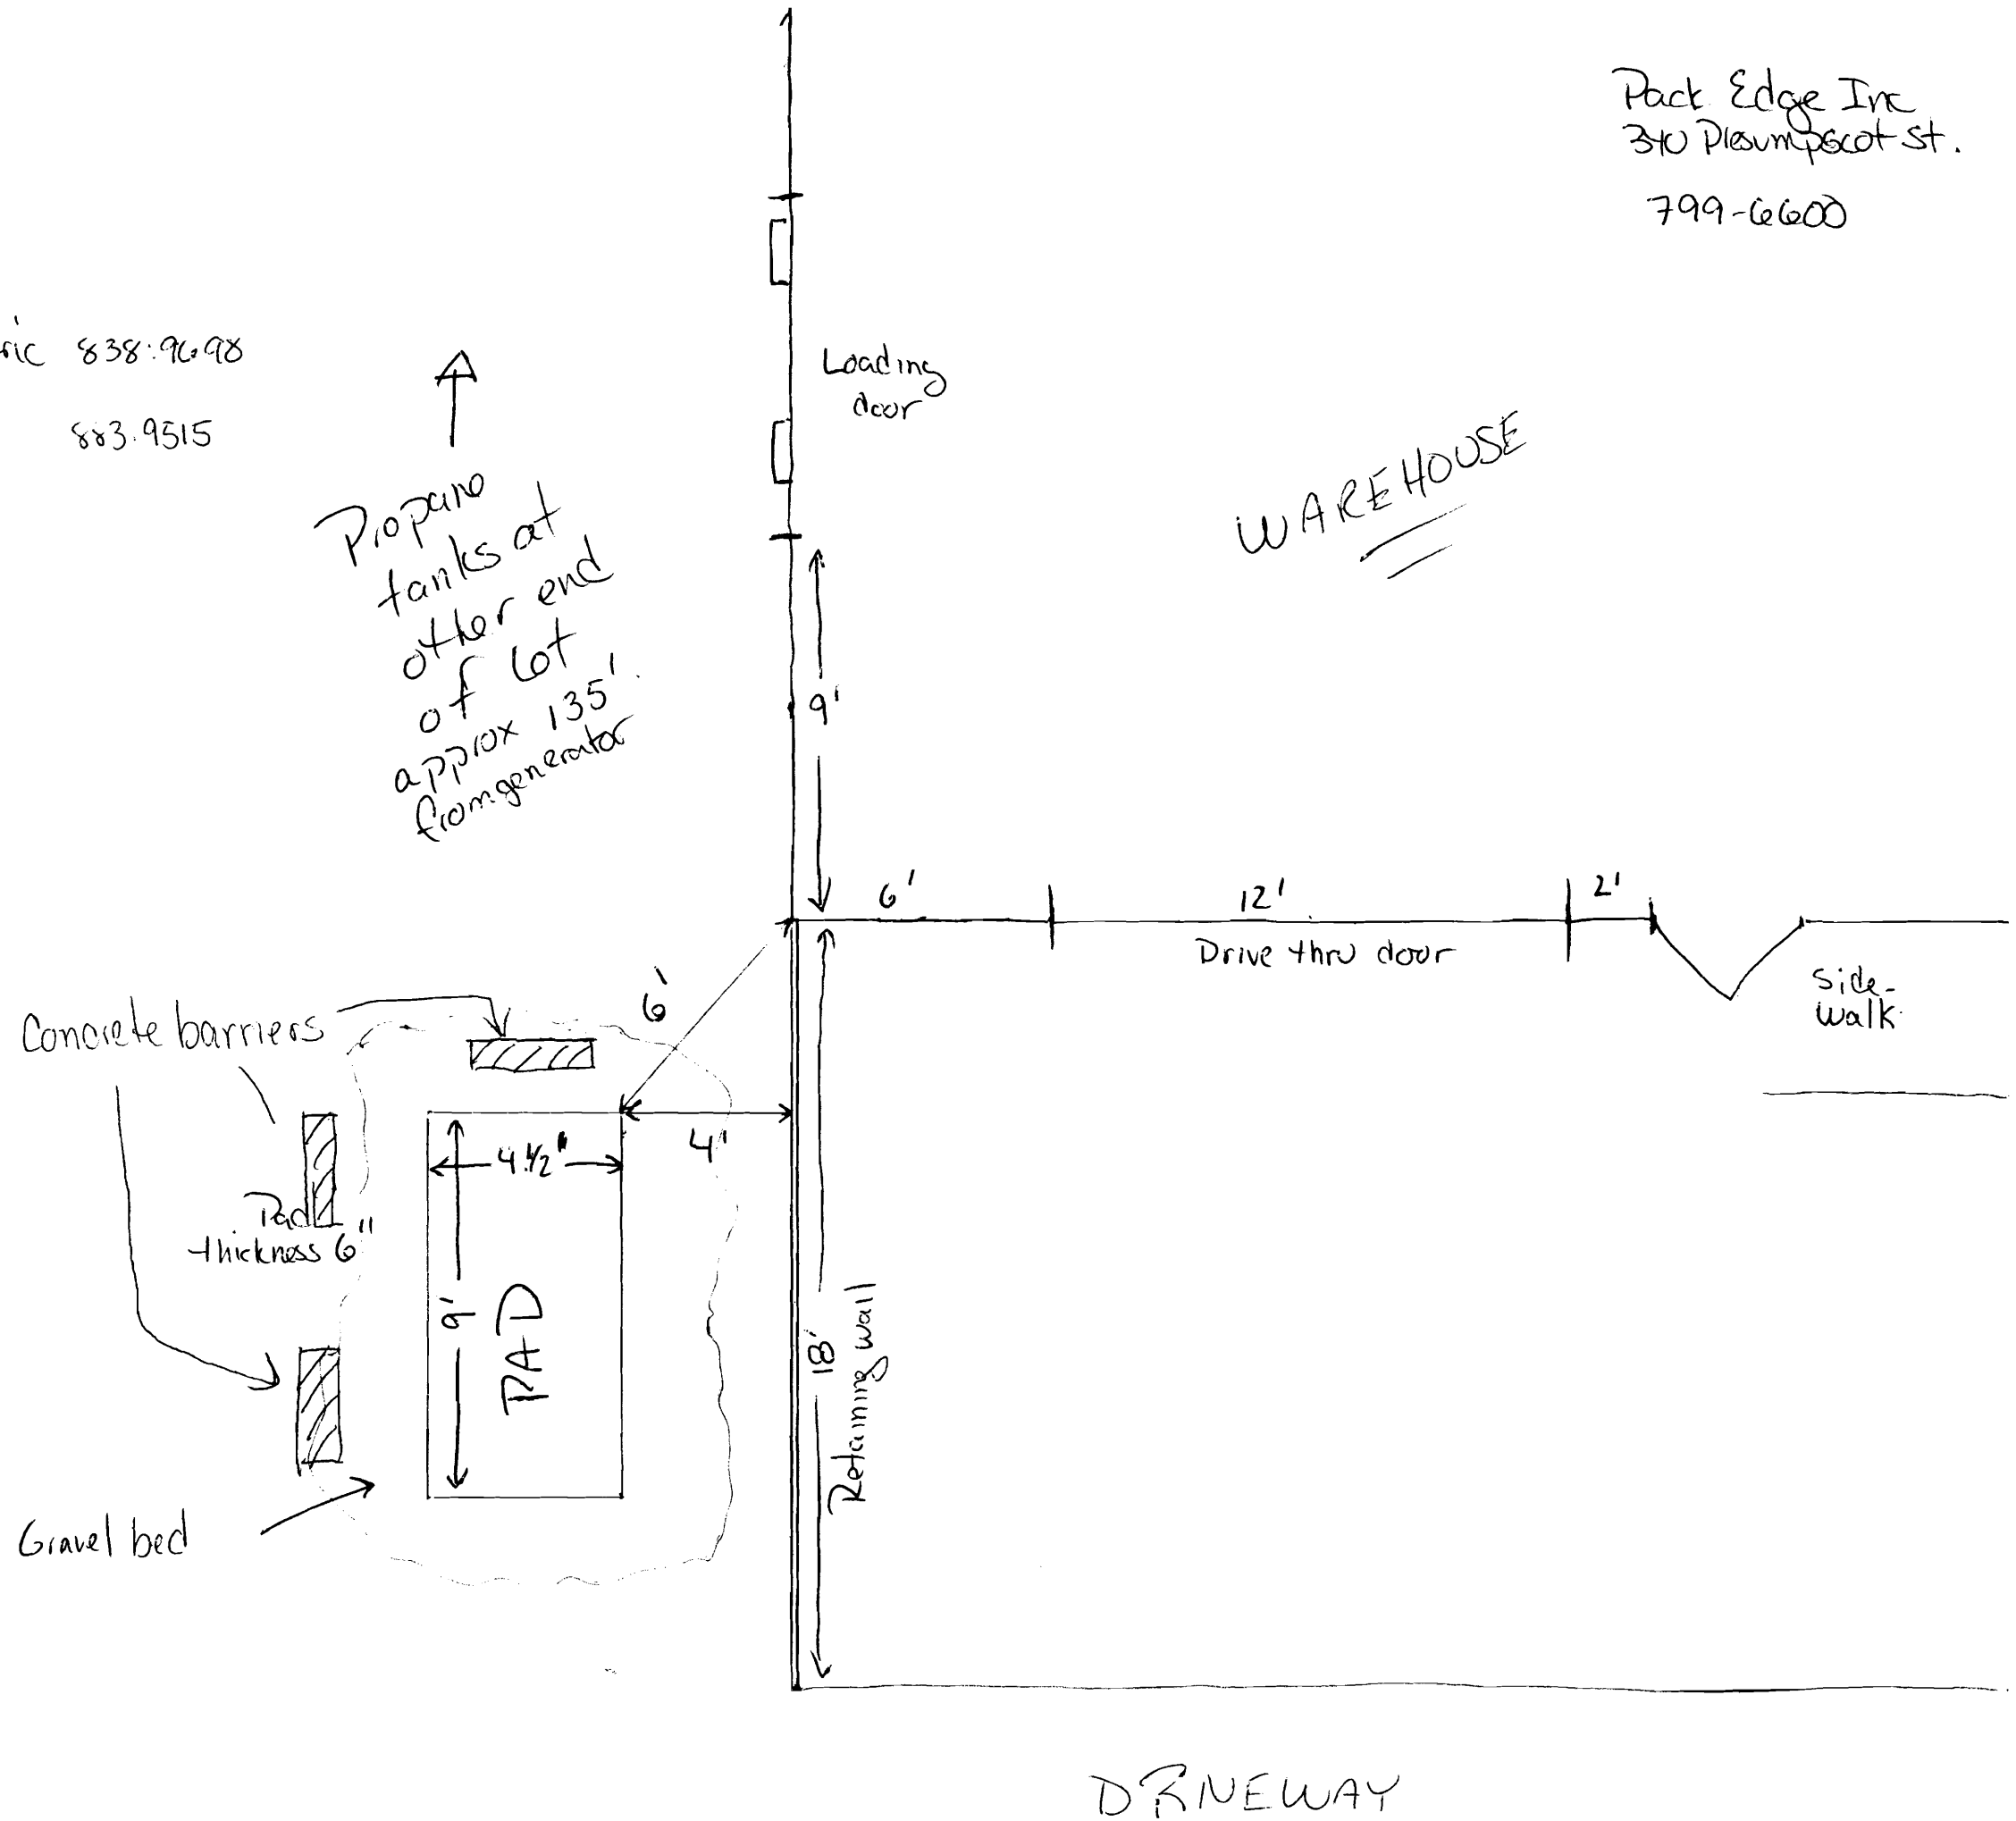 Pack Edge Inc
340 Presumpscot St.
799-6600
ric 838.9698
883.9515
Loading
door
WAREHOUSE
Propane
tanks at
other end
of lot
approx 135'
from generator
9'
6'
12'
2'
Drive thru door
Side-
walk
6'
Concrete barriers
4'
4 1/2"
Pad
thickness 6"
9'
PAD
18'
Retaining wall
Gravel bed
DRIVEWAY